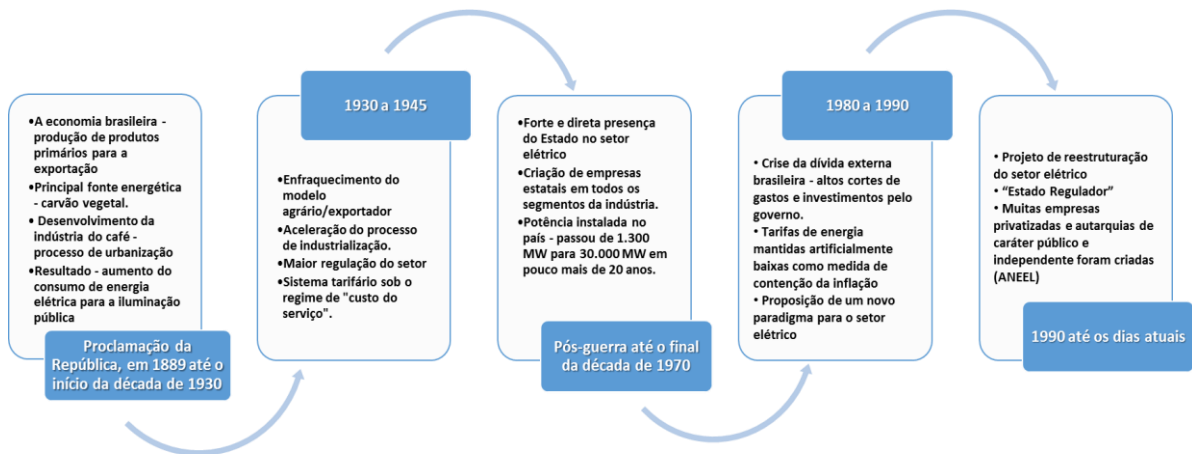 •A economia brasileira -
produção de produtos
primários para a
exportação
•Principal fonte energética
- carvão vegetal.
• Desenvolvimento da
indústria do café -
processo de urbanização
•Resultado - aumento do
consumo de energia
elétrica para a iluminação
pública
Proclamação da
República, em 1889 até o
início da década de 1930
1930 a 1945
•Enfraquecimento do
modelo
agrário/exportador
•Aceleração do processo
de industrialização.
•Maior regulação do setor
•Sistema tarifário sob o
regime de "custo do
serviço".
•Forte e direta presença
do Estado no setor
elétrico
•Criação de empresas
estatais em todos os
segmentos da indústria.
•Potência instalada no
país - passou de 1.300
MW para 30.000 MW em
pouco mais de 20 anos.
Pós-guerra até o final
da década de 1970
1980 a 1990
• Crise da dívida externa
brasileira - altos cortes de
gastos e investimentos pelo
governo.
• Tarifas de energia
mantidas artificialmente
baixas como medida de
contenção da inflação
• Proposição de um novo
paradigma para o setor
elétrico
• Projeto de reestruturação
do setor elétrico
• “Estado Regulador”
• Muitas empresas
privatizadas e autarquias de
caráter público e
independente foram criadas
(ANEEL)
1990 até os dias atuais